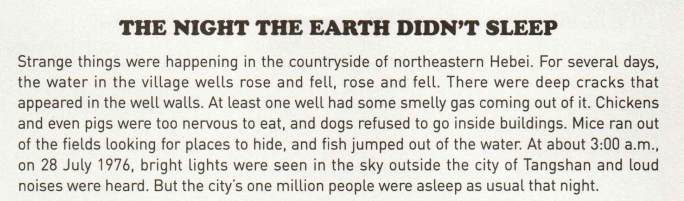 THE NIGHT THE EARTH DIDN'T SLEEP
Strange things were happening in the countryside of northeastern Hebei. For several days,
the water in the village wells rose and fell, rose and fell. There were deep cracks that
appeared in the well walls. At least one well had some smelly gas coming out of it. Chickens
and even pigs were too nervous to eat, and dogs refused to go inside buildings. Mice ran out
of the fields looking for places to hide, and fish jumped out of the water. At about 3:00 a.m.,
on 28 July 1976, bright lights were seen in the sky outside the city of Tangshan and loud
noises were heard. But the city's one million people were asleep as usual that night.